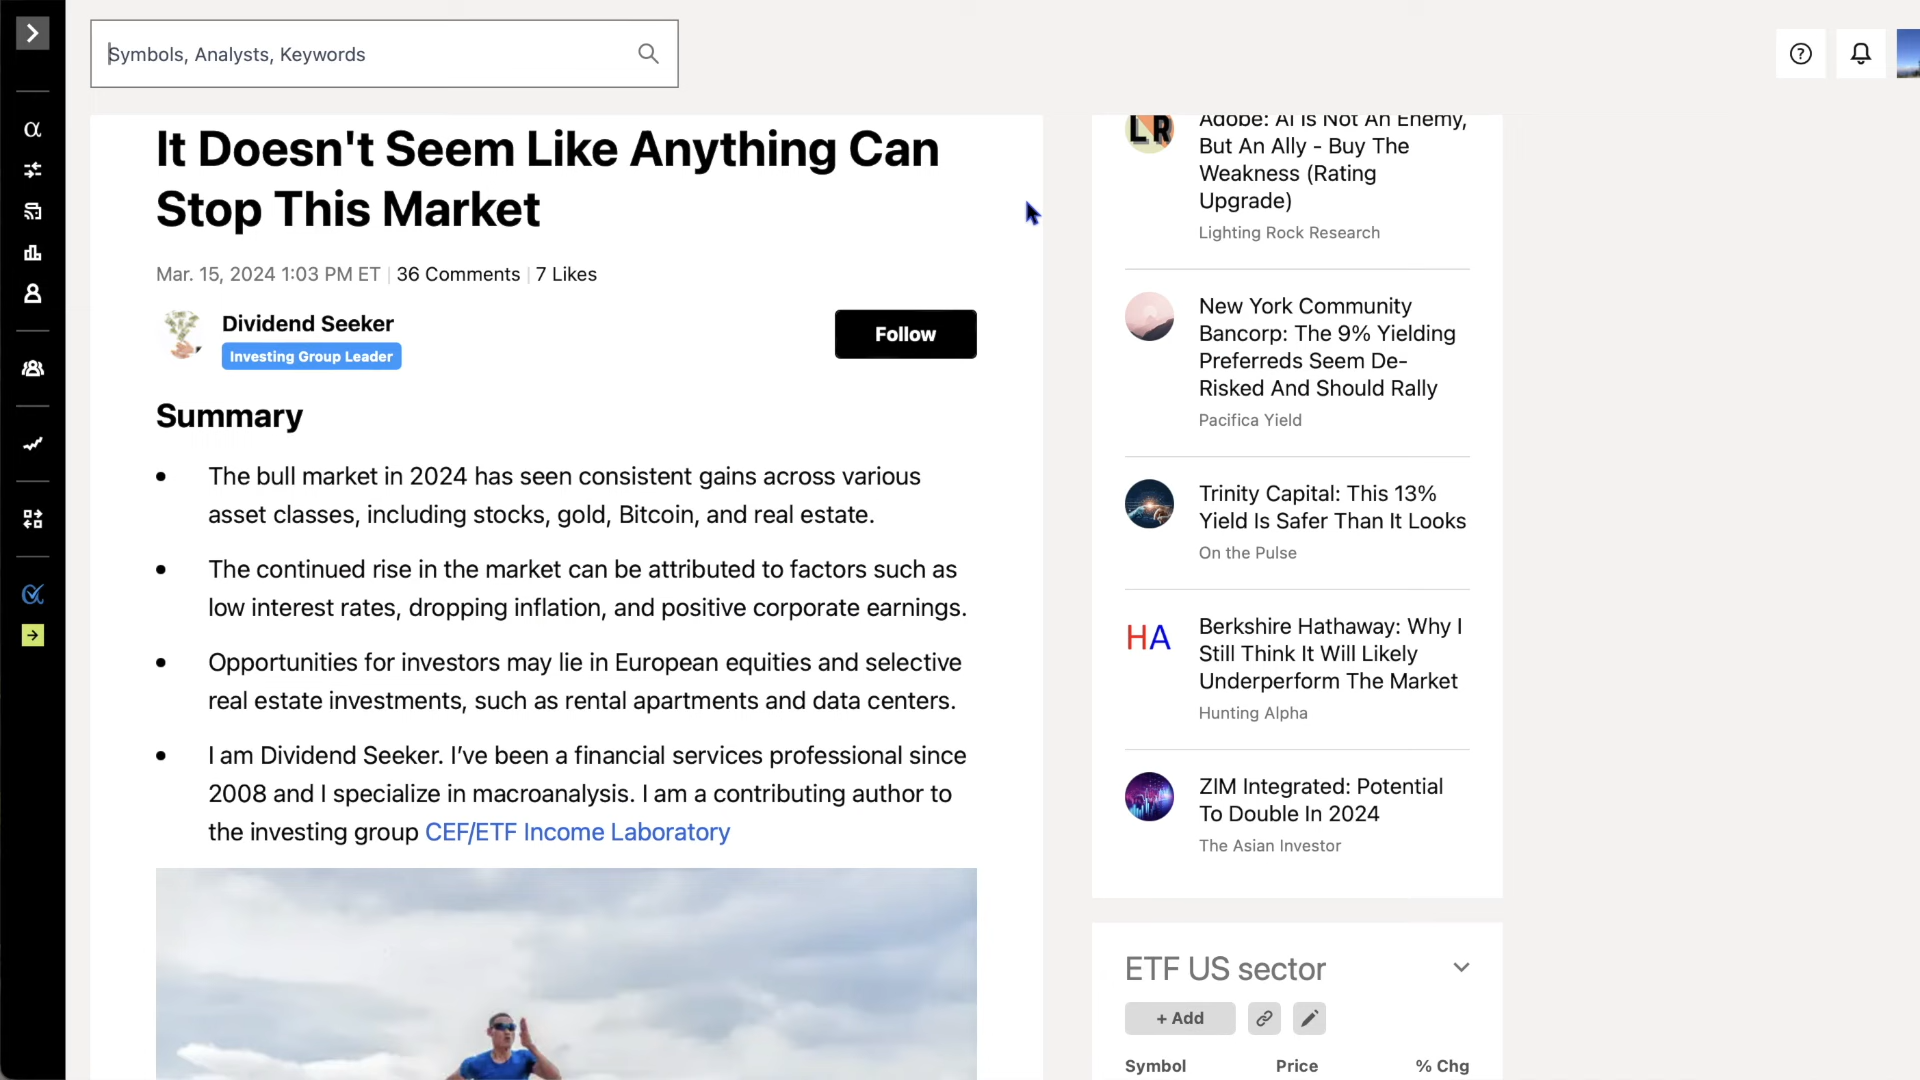 Symbols, Analysts, Keywords
It Doesn't Seem Like Anything Can
Stop This Market
Mar. 15, 2024 1:03 PM ET | 36 Comments | 7 Likes
Dividend Seeker
Investing Group Leader
Follow
Summary
• The bull market in 2024 has seen consistent gains across various
asset classes, including stocks, gold, Bitcoin, and real estate.
• The continued rise in the market can be attributed to factors such as
low interest rates, dropping inflation, and positive corporate earnings.
• Opportunities for investors may lie in European equities and selective
real estate investments, such as rental apartments and data centers.
• I am Dividend Seeker. I’ve been a financial services professional since
2008 and I specialize in macroanalysis. I am a contributing author to
the investing group CEF/ETF Income Laboratory
LR
Adobe: AI Is Not An Enemy,
But An Ally - Buy The
Weakness (Rating
Upgrade)
Lighting Rock Research
New York Community
Bancorp: The 9% Yielding
Preferreds Seem De-
Risked And Should Rally
Pacifica Yield
Trinity Capital: This 13%
Yield Is Safer Than It Looks
On the Pulse
HA
Berkshire Hathaway: Why I
Still Think It Will Likely
Underperform The Market
Hunting Alpha
ZIM Integrated: Potential
To Double In 2024
The Asian Investor
ETF US sector
+ Add
Symbol Price % Chg